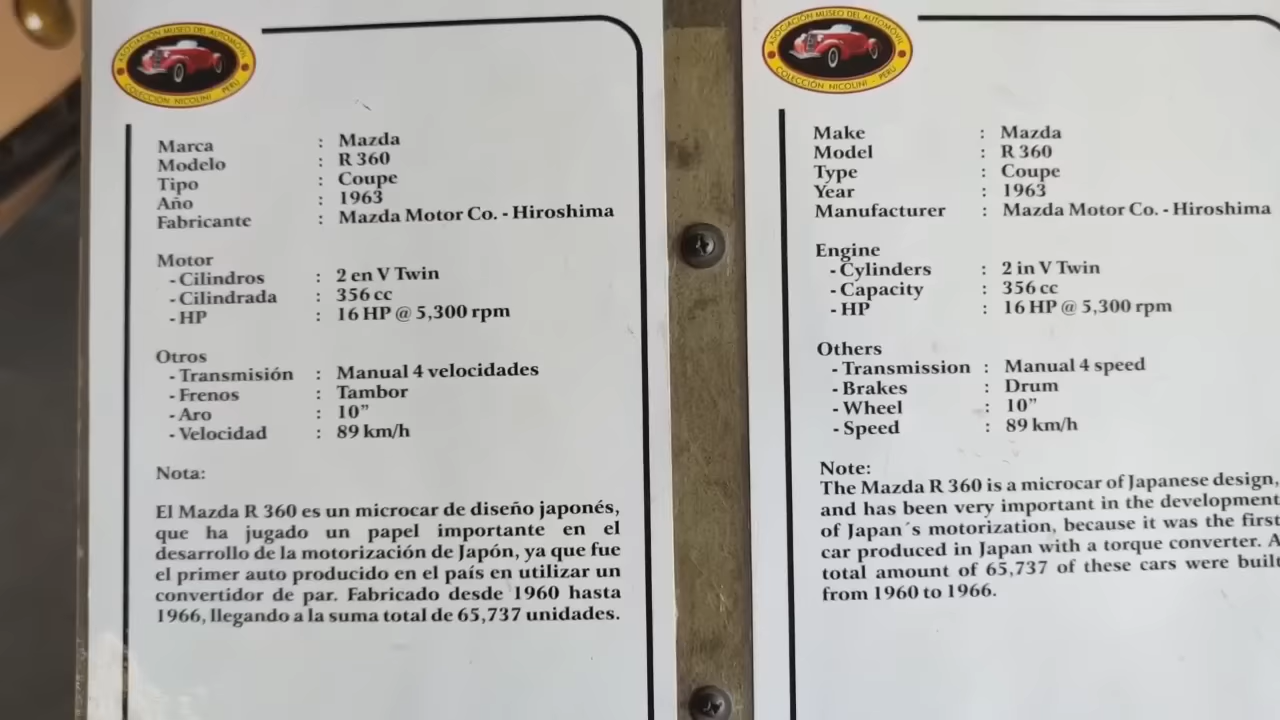 ASOCIACIÓN MUSEO DEL AUTOMÓVIL
COLECCIÓN NICOLINI - PERÚ
Marca : Mazda
Modelo : R 360
Tipo : Coupe
Año : 1963
Fabricante : Mazda Motor Co. - Hiroshima
Motor
- Cilindros : 2 en V Twin
- Cilindrada : 356 cc
- HP : 16 HP @ 5,300 rpm
Otros
- Transmisión : Manual 4 velocidades
- Frenos : Tambor
- Aro : 10”
- Velocidad : 89 km/h
Nota:
El Mazda R 360 es un microcar de diseño japonés,
que ha jugado un papel importante en el
desarrollo de la motorización de Japón, ya que fue
el primer auto producido en el país en utilizar un
convertidor de par. Fabricado desde 1960 hasta
1966, llegando a la suma total de 65,737 unidades.
ASOCIACIÓN MUSEO DEL AUTOMÓVIL
COLECCIÓN NICOLINI - PERÚ
Make : Mazda
Model : R 360
Type : Coupe
Year : 1963
Manufacturer : Mazda Motor Co. - Hiroshima
Engine
- Cylinders : 2 in V Twin
- Capacity : 356 cc
- HP : 16 HP @ 5,300 rpm
Others
- Transmission : Manual 4 speed
- Brakes : Drum
- Wheel : 10”
- Speed : 89 km/h
Note:
The Mazda R 360 is a microcar of Japanese design,
and has been very important in the development
of Japan´s motorization, because it was the first
car produced in Japan with a torque converter. A
total amount of 65,737 of these cars were built
from 1960 to 1966.